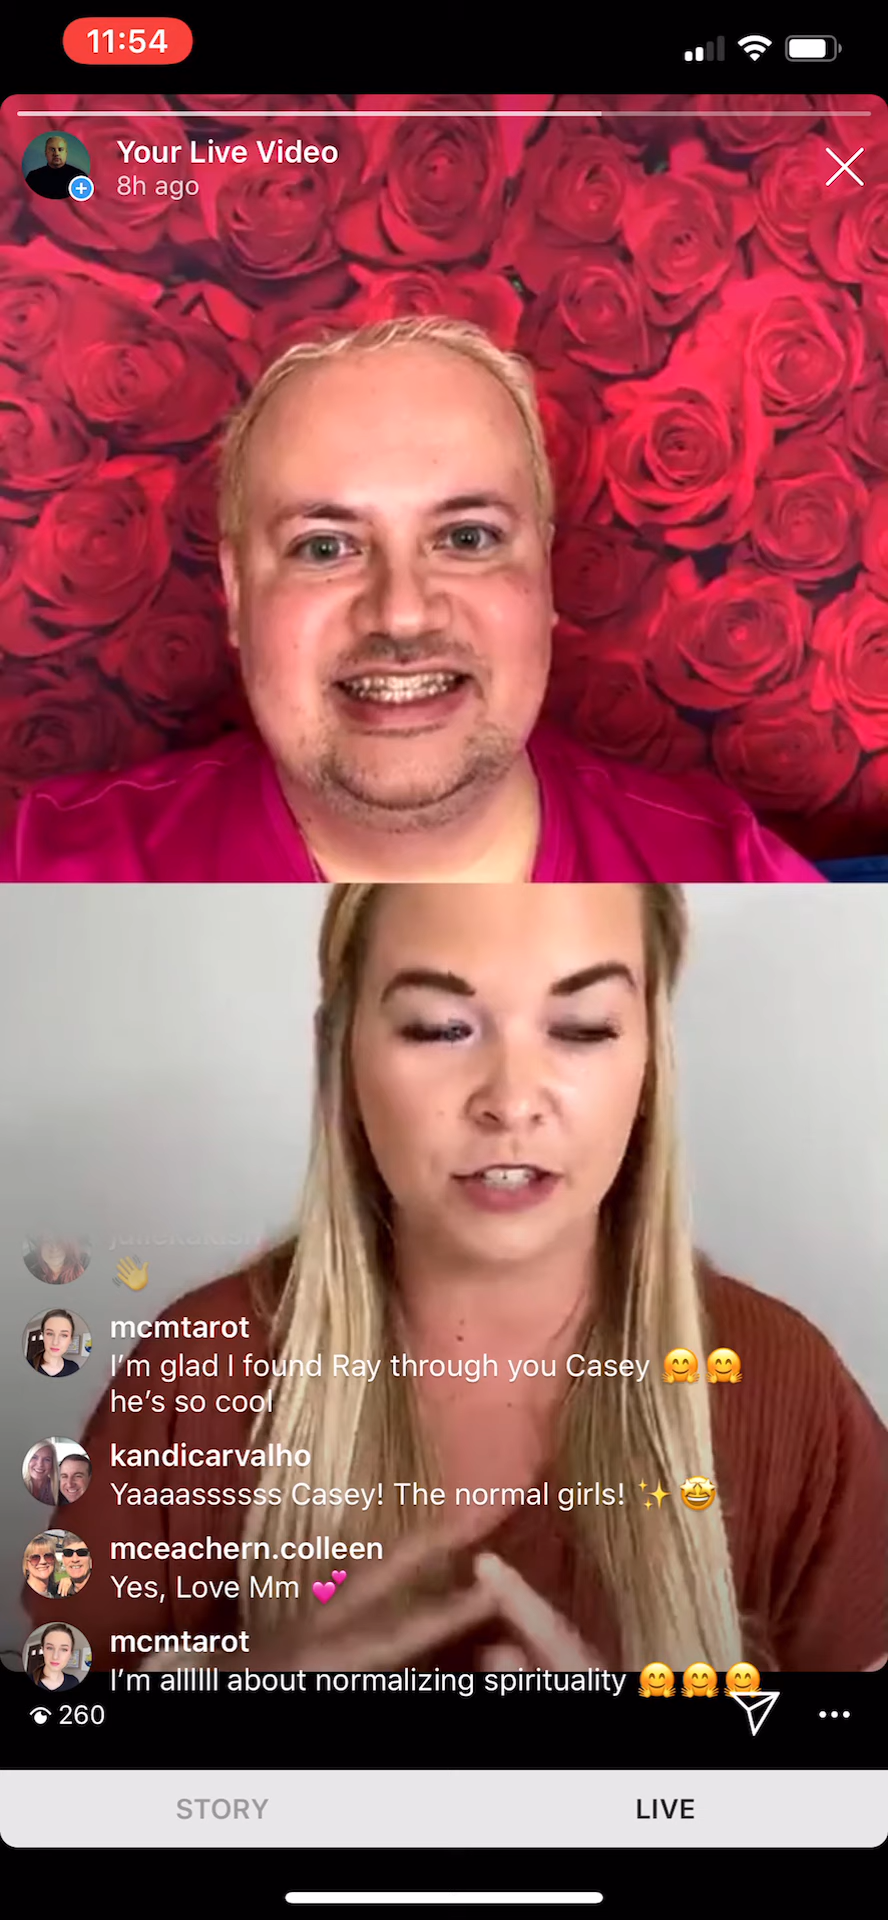 11:54
Your Live Video
8h ago
👋
mcmtarot
I'm glad I found Ray through you Casey 🤗🤗
he's so cool
kandicarvalho
Yaaaassssss Casey! The normal girls! ✨🤩
mceachern.colleen
Yes, Love Mm 💕
mcmtarot
I'm allllll about normalizing spirituality 🤗🤗🤗
260
STORY
LIVE